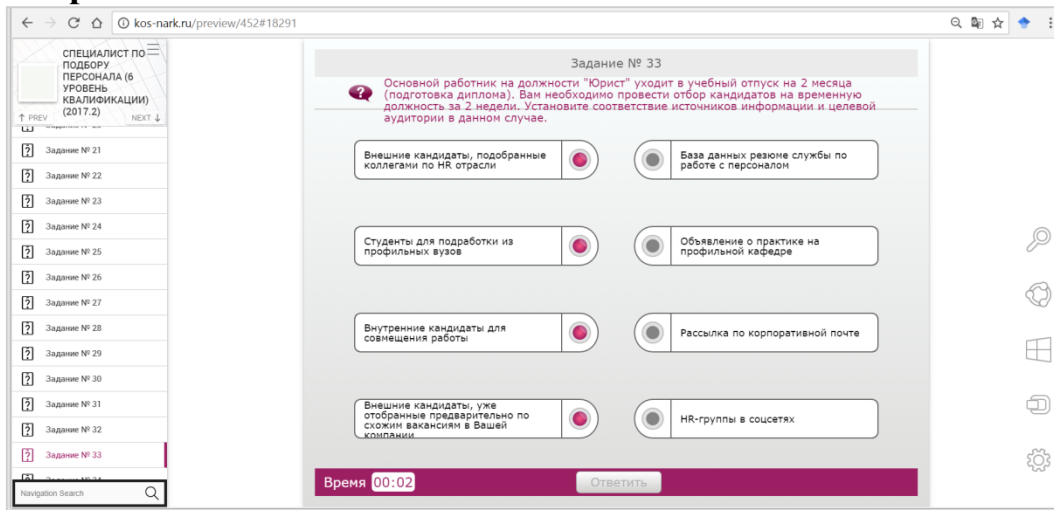 kos-nark.ru/preview/452#18291
СПЕЦИАЛИСТ ПО
ПОДБОРУ
ПЕРСОНАЛА (6
УРОВЕНЬ
КВАЛИФИКАЦИИ)
(2017.2)
↑ PREV
NEXT ↓
Задание № 21
Задание № 22
Задание № 23
Задание № 24
Задание № 25
Задание № 26
Задание № 27
Задание № 28
Задание № 29
Задание № 30
Задание № 31
Задание № 32
Задание № 33
Navigation Search
Задание № 33
Основной работник на должности "Юрист" уходит в учебный отпуск на 2 месяца
(подготовка диплома). Вам необходимо провести отбор кандидатов на временную
должность за 2 недели. Установите соответствие источников информации и целевой
аудитории в данном случае.
Внешние кандидаты, подобранные
коллегами по HR отрасли
База данных резюме службы по
работе с персоналом
Студенты для подработки из
профильных вузов
Объявление о практике на
профильной кафедре
Внутренние кандидаты для
совмещения работы
Рассылка по корпоративной почте
Внешние кандидаты, уже
отобранные предварительно по
схожим вакансиям в Вашей
компании
HR-группы в соцсетях
Время 00:02
Ответить